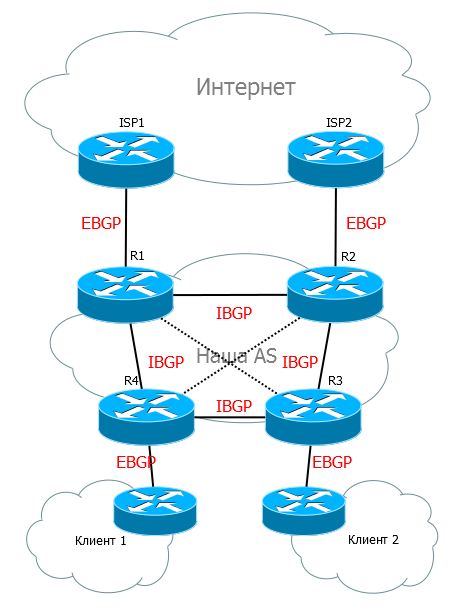 Интернет
ISP1
ISP2
EBGP
EBGP
R1
R2
IBGP
IBGP
Наша AS
IBGP
R4
R3
IBGP
EBGP
EBGP
Клиент 1
Клиент 2